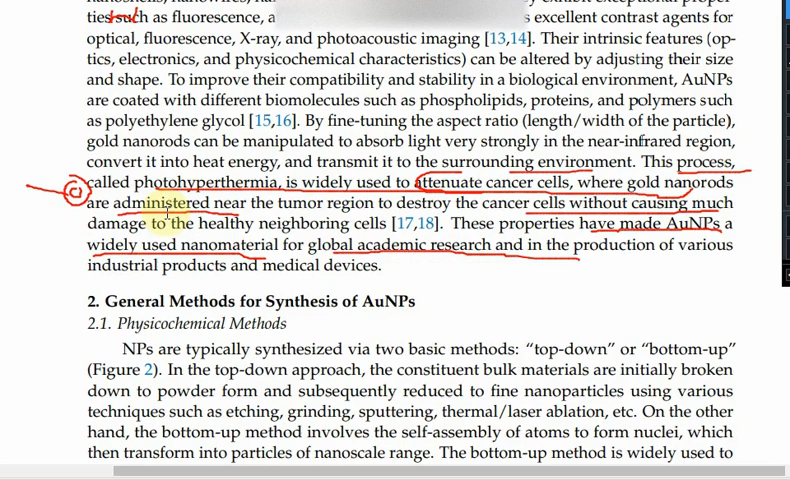 ties such as fluorescence, a s excellent contrast agents for
optical, fluorescence, X-ray, and photoacoustic imaging [13,14]. Their intrinsic features (op-
tics, electronics, and physicochemical characteristics) can be altered by adjusting their size
and shape. To improve their compatibility and stability in a biological environment, AuNPs
are coated with different biomolecules such as phospholipids, proteins, and polymers such
as polyethylene glycol [15,16]. By fine-tuning the aspect ratio (length/width of the particle),
gold nanorods can be manipulated to absorb light very strongly in the near-infrared region,
convert it into heat energy, and transmit it to the surrounding environment. This process,
called photohyperthermia, is widely used to attenuate cancer cells, where gold nanorods
are administered near the tumor region to destroy the cancer cells without causing much
damage to the healthy neighboring cells [17,18]. These properties have made AuNPs a
widely used nanomaterial for global academic research and in the production of various
industrial products and medical devices.
2. General Methods for Synthesis of AuNPs
2.1. Physicochemical Methods
NPs are typically synthesized via two basic methods: “top-down” or “bottom-up”
(Figure 2). In the top-down approach, the constituent bulk materials are initially broken
down to powder form and subsequently reduced to fine nanoparticles using various
techniques such as etching, grinding, sputtering, thermal/laser ablation, etc. On the other
hand, the bottom-up method involves the self-assembly of atoms to form nuclei, which
then transform into particles of nanoscale range. The bottom-up method is widely used to